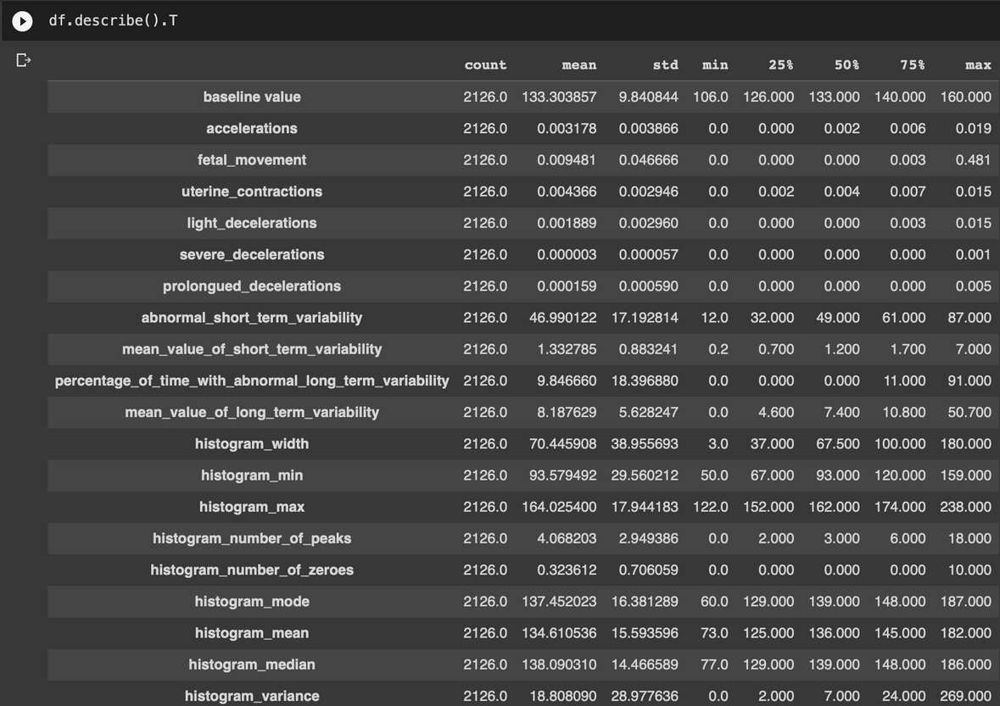 df.describe().T
count mean std min 25% 50% 75% max
baseline value 2126.0 133.303857 9.840844 106.0 126.000 133.000 140.000 160.000
accelerations 2126.0 0.003178 0.003866 0.0 0.000 0.002 0.006 0.019
fetal_movement 2126.0 0.009481 0.046666 0.0 0.000 0.000 0.003 0.481
uterine_contractions 2126.0 0.004366 0.002946 0.0 0.002 0.004 0.007 0.015
light_decelerations 2126.0 0.001889 0.002960 0.0 0.000 0.000 0.003 0.015
severe_decelerations 2126.0 0.000003 0.000057 0.0 0.000 0.000 0.000 0.001
prolongued_decelerations 2126.0 0.000159 0.000590 0.0 0.000 0.000 0.000 0.005
abnormal_short_term_variability 2126.0 46.990122 17.192814 12.0 32.000 49.000 61.000 87.000
mean_value_of_short_term_variability 2126.0 1.332785 0.883241 0.2 0.700 1.200 1.700 7.000
percentage_of_time_with_abnormal_long_term_variability 2126.0 9.846660 18.396880 0.0 0.000 0.000 11.000 91.000
mean_value_of_long_term_variability 2126.0 8.187629 5.628247 0.0 4.600 7.400 10.800 50.700
histogram_width 2126.0 70.445908 38.955693 3.0 37.000 67.500 100.000 180.000
histogram_min 2126.0 93.579492 29.560212 50.0 67.000 93.000 120.000 159.000
histogram_max 2126.0 164.025400 17.944183 122.0 152.000 162.000 174.000 238.000
histogram_number_of_peaks 2126.0 4.068203 2.949386 0.0 2.000 3.000 6.000 18.000
histogram_number_of_zeroes 2126.0 0.323612 0.706059 0.0 0.000 0.000 0.000 10.000
histogram_mode 2126.0 137.452023 16.381289 60.0 129.000 139.000 148.000 187.000
histogram_mean 2126.0 134.610536 15.593596 73.0 125.000 136.000 145.000 182.000
histogram_median 2126.0 138.090310 14.466589 77.0 129.000 139.000 148.000 186.000
histogram_variance 2126.0 18.808090 28.977636 0.0 2.000 7.000 24.000 269.000